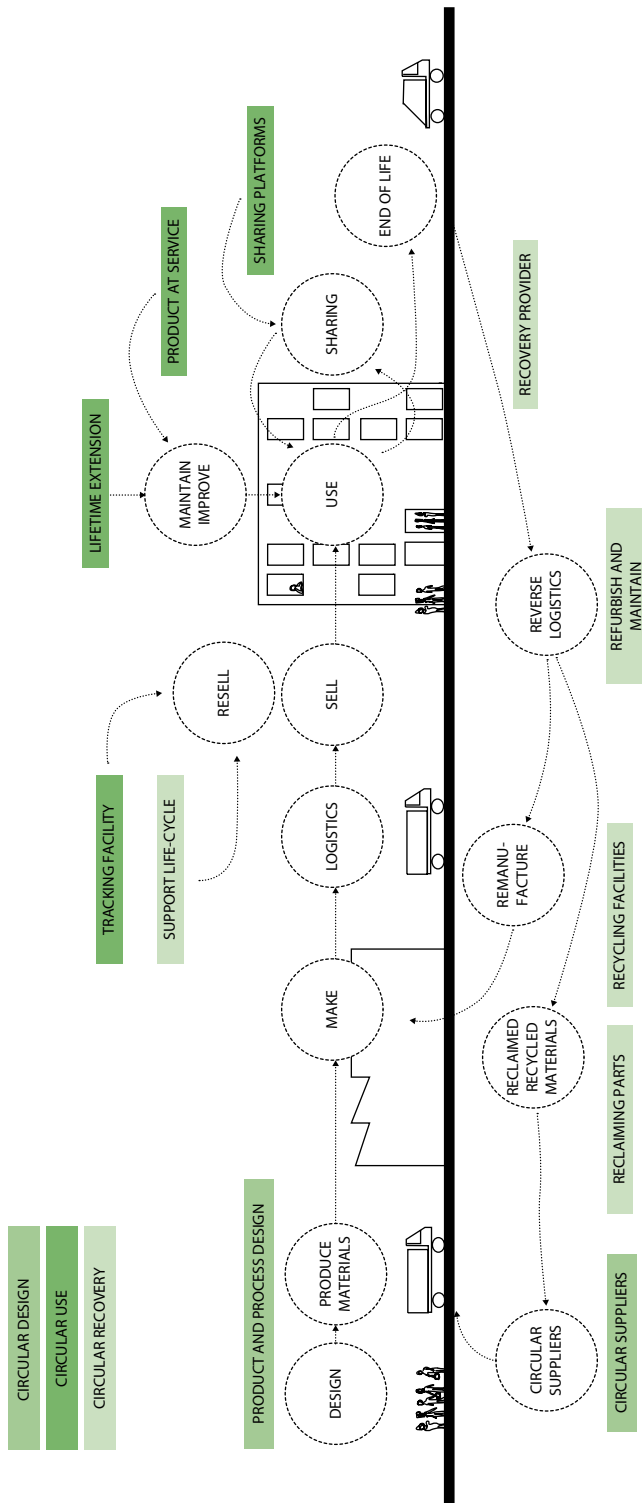 CIRCULAR DESIGN
CIRCULAR USE
CIRCULAR RECOVERY
LIFETIME EXTENSION
PRODUCT AT SERVICE
TRACKING FACILITY
SUPPORT LIFE-CYCLE
SHARING PLATFORMS
MAINTAIN
IMPROVE
RESELL
PRODUCT AND PROCESS DESIGN
DESIGN
PRODUCE
MATERIALS
MAKE
LOGISTICS
SELL
USE
SHARING
END OF LIFE
RECOVERY PROVIDER
REMANU-
FACTURE
REVERSE
LOGISTICS
CIRCULAR
SUPPLIERS
RECLAIMED
RECYCLED
MATERIALS
CIRCULAR SUPPLIERS
RECLAIMING PARTS
RECYCLING FACILITIES
REFURBISH AND
MAINTAIN